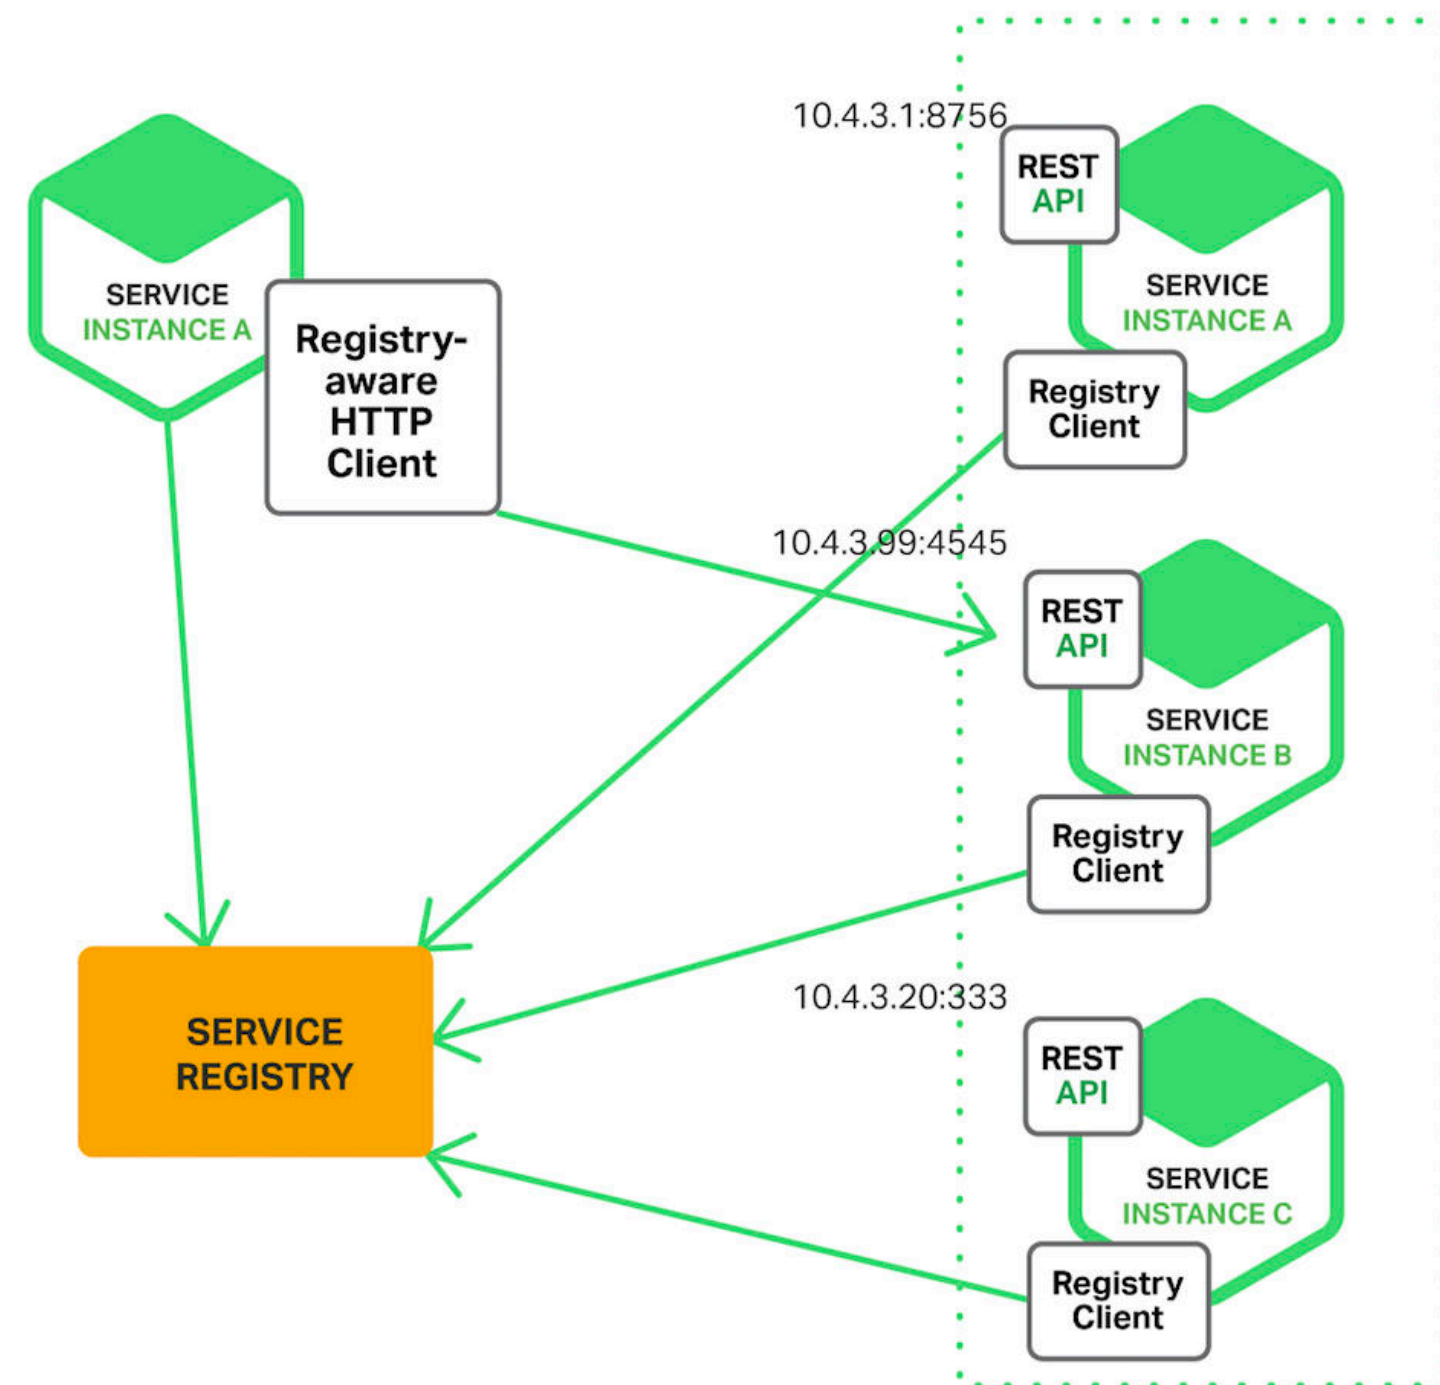 SERVICE
INSTANCE A
Registry-
aware
HTTP
Client
10.4.3.1:8756
REST
API
SERVICE
INSTANCE A
Registry
Client
10.4.3.99:4545
REST
API
SERVICE
INSTANCE B
Registry
Client
SERVICE
REGISTRY
10.4.3.20:333
REST
API
SERVICE
INSTANCE C
Registry
Client